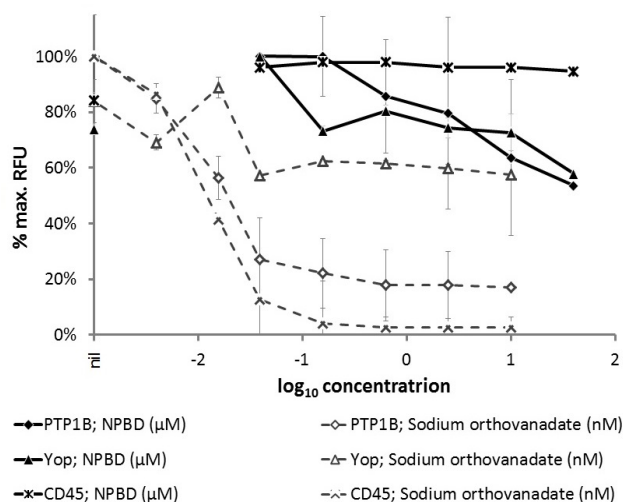 100%
80%
60%
40%
20%
0%
% max. RFU
nil
-2
-1
0
1
2
log10 concentratrion
PTP1B; NPBD (µM)
PTP1B; Sodium orthovanadate (nM)
Yop; NPBD (µM)
Yop; Sodium orthovanadate (nM)
CD45; NPBD (µM)
CD45; Sodium orthovanadate (nM)